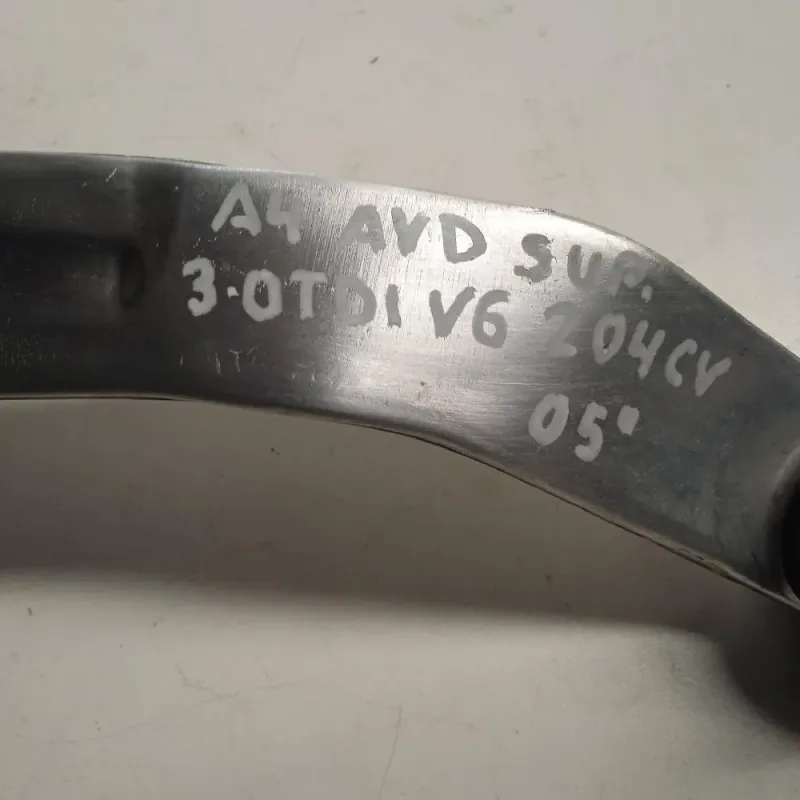 A4 AVD SUP.
3.0TDI V6 204CV
05"